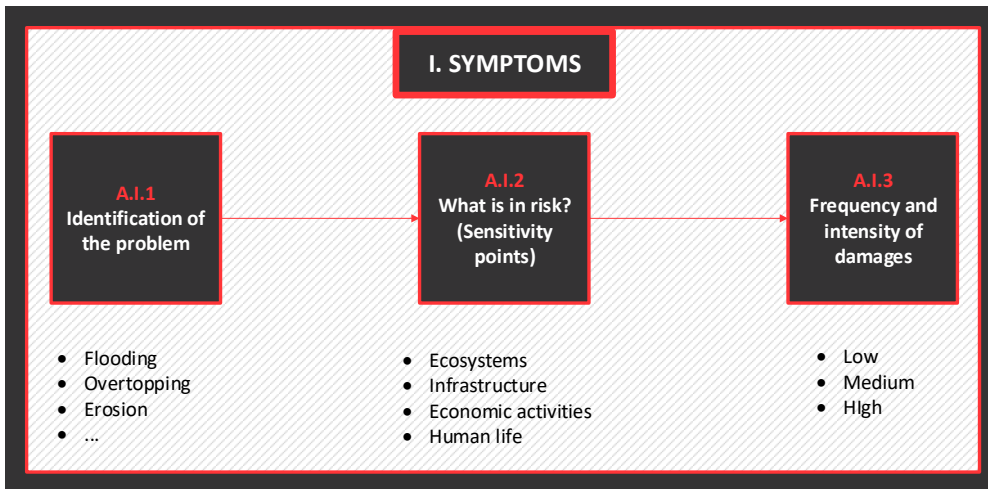 I. SYMPTOMS
A.I.1
Identification of
the problem
A.I.2
What is in risk?
(Sensitivity
points)
A.I.3
Frequency and
intensity of
damages
• Flooding
• Overtopping
• Erosion
• ...
• Ecosystems
• Infrastructure
• Economic activities
• Human life
• Low
• Medium
• HIgh